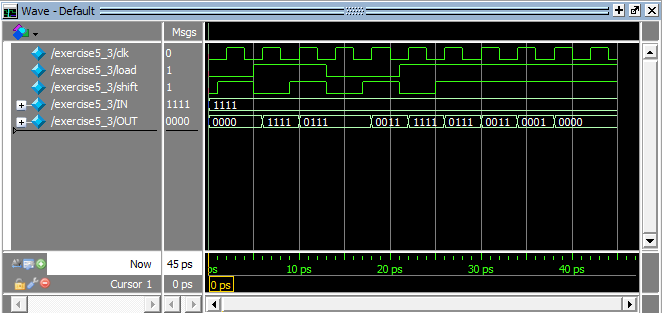 Wave - Default
Msgs
/exercise5_3/clk 0
/exercise5_3/load 1
/exercise5_3/shift 1
/exercise5_3/IN 1111 1111
/exercise5_3/OUT 0000 0000 1111 0111 0011 1111 0111 0011 0001 0000
Now 45 ps ps 10 ps 20 ps 30 ps 40 ps
Cursor 1 0 ps 0 ps